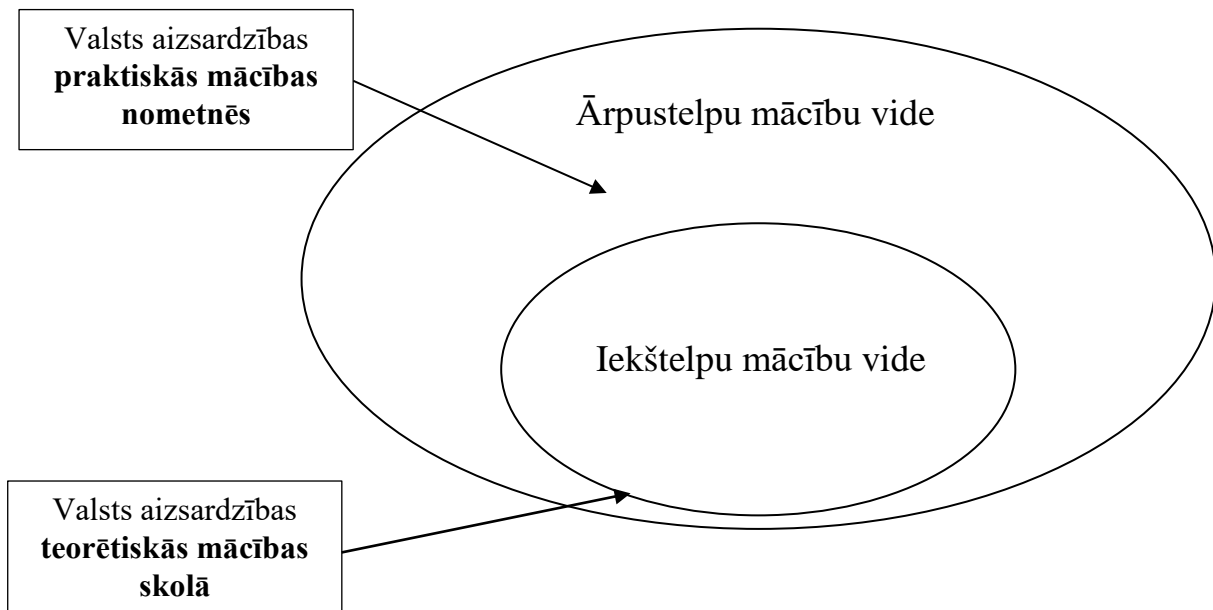 Valsts aizsardzības
praktiskās mācības
nometnēs
Ārpustelpu mācību vide
Iekštelpu mācību vide
Valsts aizsardzības
teorētiskās mācības
skolā